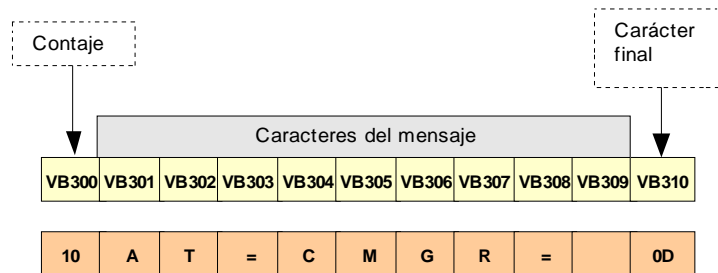 Contaje
Carácter
final
Caracteres del mensaje
VB300 VB301 VB302 VB303 VB304 VB305 VB306 VB307 VB308 VB309 VB310
10 A T = C M G R = 0D